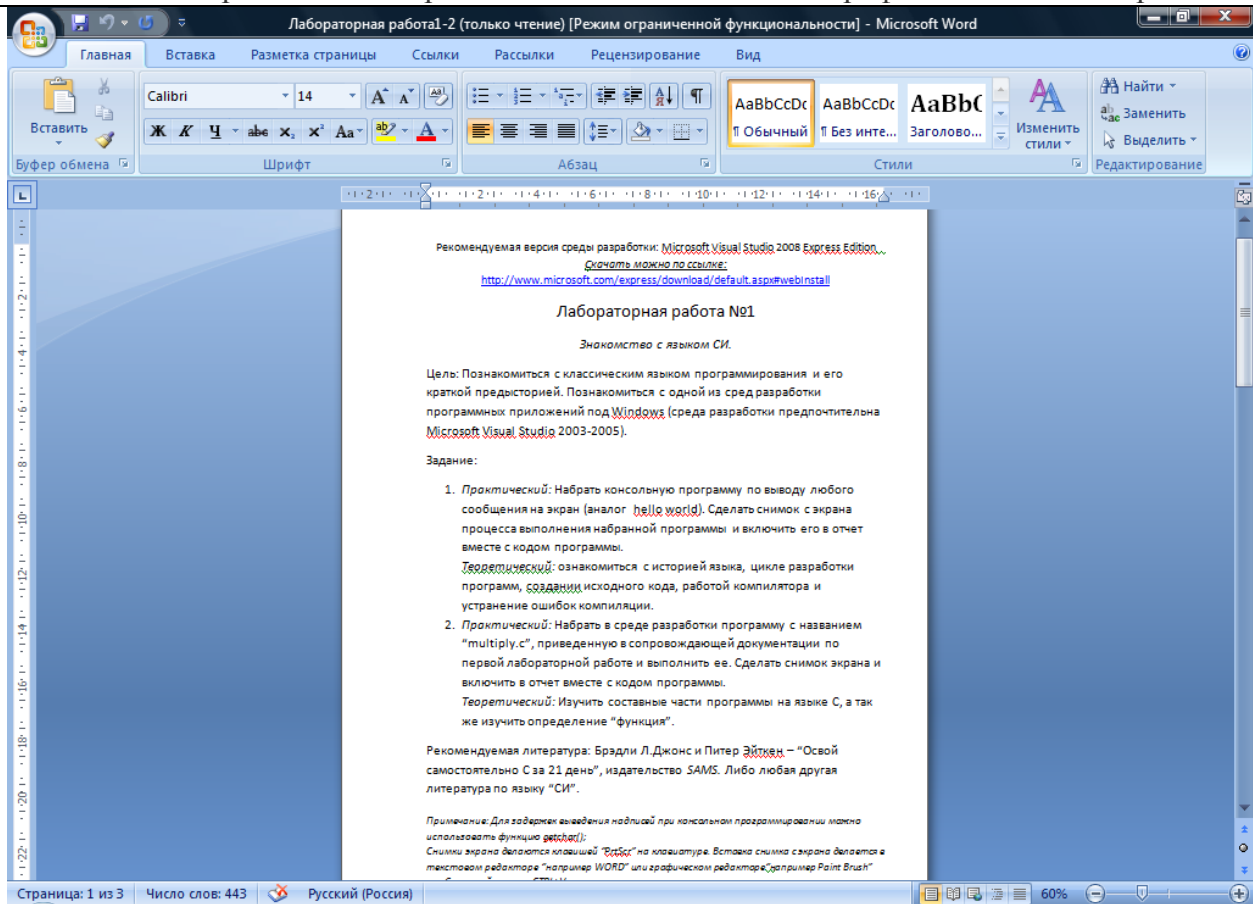 Лабораторная работа1-2 (только чтение) [Режим ограниченной функциональности] - Microsoft Word
Главная Вставка Разметка страницы Ссылки Рассылки Рецензирование Вид
Вставить
Calibri 14
Ж К Ч abe x₂ x² Aa
AaBbCcDc AaBbCcDc AaBbC
¶ Обычный ¶ Без инте... Заголово...
Изменить стили
Найти
Заменить
Выделить
Буфер обмена Шрифт Абзац Стили Редактирование
Рекомендуемая версия среды разработки: Microsoft Visual Studio 2008 Express Edition.
Скачать можно по ссылке:
http://www.microsoft.com/express/download/default.aspx#webinstall
Лабораторная работа №1
Знакомство с языком СИ.
Цель: Познакомиться с классическим языком программирования и его
краткой предысторией. Познакомиться с одной из сред разработки
программных приложений под Windows (среда разработки предпочтительна
Microsoft Visual Studio 2003-2005).
Задание:
1. Практический: Набрать консольную программу по выводу любого
сообщения на экран (аналог hello world). Сделать снимок с экрана
процесса выполнения набранной программы и включить его в отчет
вместе с кодом программы.
Теоретический: ознакомиться с историей языка, цикле разработки
программ, создании исходного кода, работой компилятора и
устранение ошибок компиляции.
2. Практический: Набрать в среде разработки программу с названием
“multiply.c”, приведенную в сопровождающей документации по
первой лабораторной работе и выполнить ее. Сделать снимок экрана и
включить в отчет вместе с кодом программы.
Теоретический: Изучить составные части программы на языке С, а так
же изучить определение “функция”.
Рекомендуемая литература: Брэдли Л.Джонс и Питер Эйткен – “Освой
самостоятельно С за 21 день”, издательство SAMS. Либо любая другая
литература по языку “СИ”.
Примечание: Для задержек выведения надписей при консольном программировании можно
использовать функцию getchar();
Снимки экрана делаются клавишей “PrtScr” на клавиатуре. Вставка снимка с экрана делается в
текстовом редакторе “например WORD” или графическом редакторе“например Paint Brush”
Страница: 1 из 3 Число слов: 443 Русский (Россия) 60%